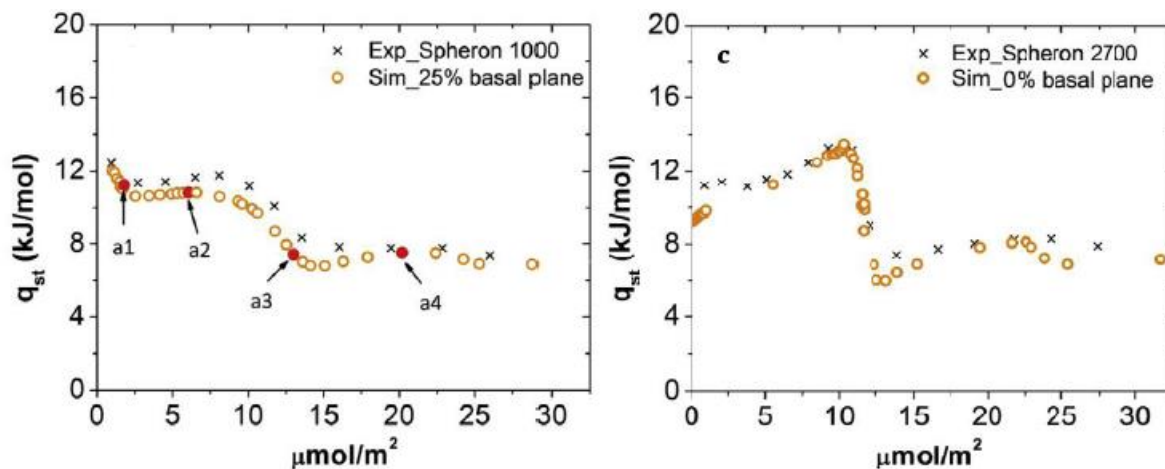 20
16
12
8
4
0
q_st (kJ/mol)
× Exp_Spheron 1000
○ Sim_25% basal plane
a1
a2
a3
a4
0 5 10 15 20 25 30
μmol/m²
20
16
12
8
4
0
q_st (kJ/mol)
c
× Exp_Spheron 2700
○ Sim_0% basal plane
0 5 10 15 20 25 30
μmol/m²